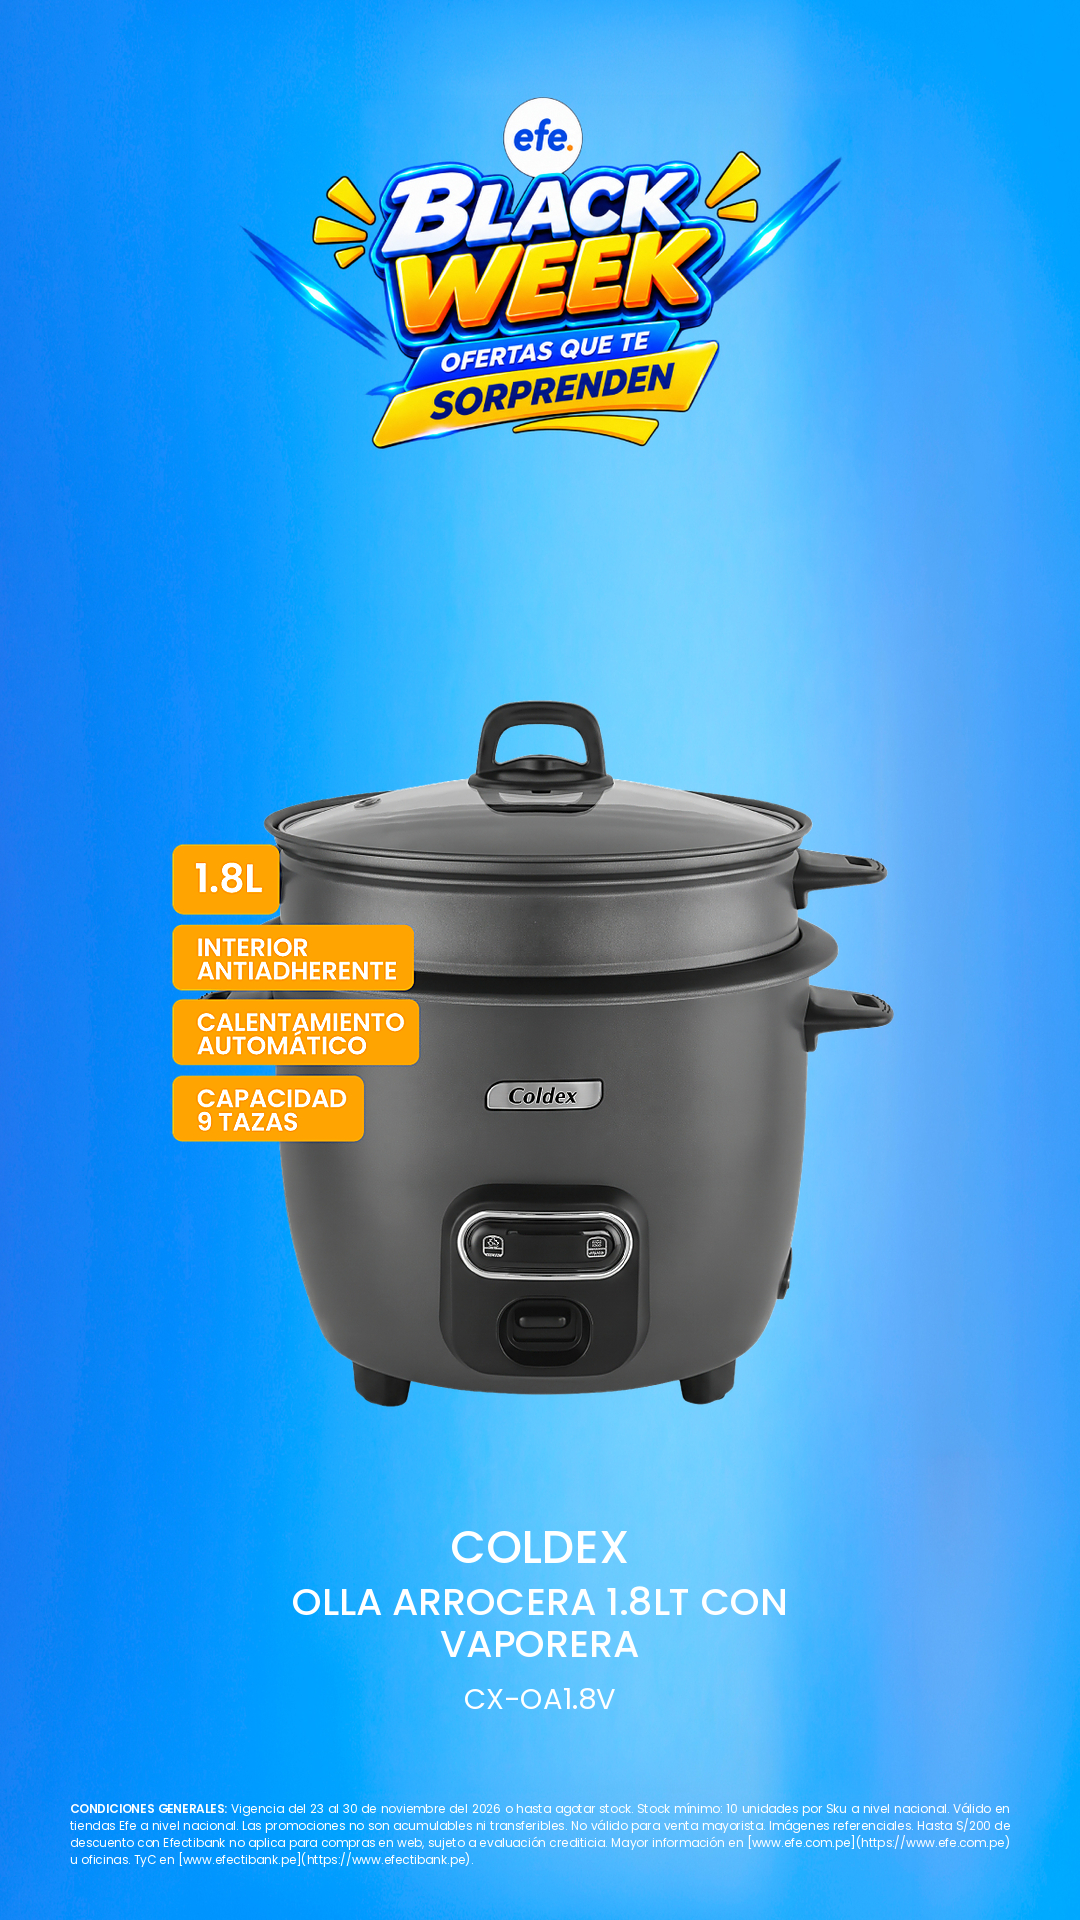 efe.
BLACK
WEEK
OFERTAS QUE TE
SORPRENDEN
1.8L
INTERIOR
ANTIADHERENTE
CALENTAMIENTO
AUTOMÁTICO
CAPACIDAD
9 TAZAS
Coldex
COLDEX
OLLA ARROCERA 1.8LT CON
VAPORERA
CX-OA1.8V
CONDICIONES GENERALES: Vigencia del 23 al 30 de noviembre del 2026 o hasta agotar stock. Stock mínimo: 10 unidades por Sku a nivel nacional. Válido en
tiendas Efe a nivel nacional. Las promociones no son acumulables ni transferibles. No válido para venta mayorista. Imágenes referenciales. Hasta S/200 de
descuento con Efectibank no aplica para compras en web, sujeto a evaluación crediticia. Mayor información en [www.efe.com.pe](https://www.efe.com.pe)
u oficinas. TyC en [www.efectibank.pe](https://www.efectibank.pe).